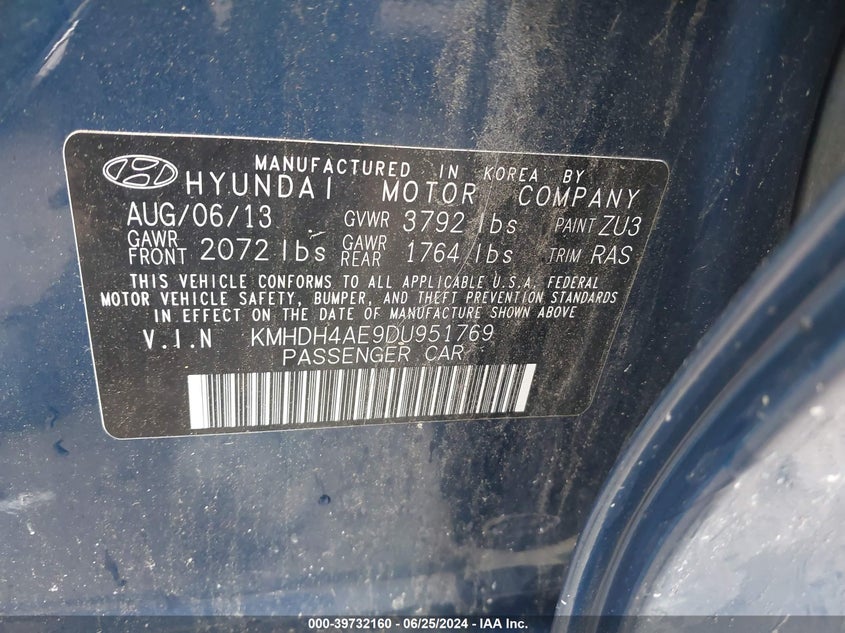 MANUFACTURED IN KOREA BY
HYUNDAI MOTOR COMPANY
AUG/06/13 GVWR 3792 lbs PAINT ZU3
GAWR FRONT 2072 lbs GAWR REAR 1764 lbs TRIM RAS
THIS VEHICLE CONFORMS TO ALL APPLICABLE U.S.A. FEDERAL
MOTOR VEHICLE SAFETY, BUMPER, AND THEFT PREVENTION STANDARDS
IN EFFECT ON THE DATE OF MANUFACTURE SHOWN ABOVE
V.I.N KMHDH4AE9DU951769
PASSENGER CAR
000-39732160 - 06/25/2024 - IAA Inc.